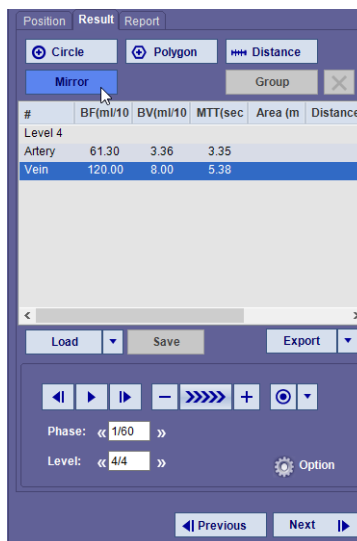 Position Result Report
Circle Polygon Distance
Mirror Group
# BF(ml/10 BV(ml/10 MTT(sec Area (m Distance
Level 4
Artery 61.30 3.36 3.35
Vein 120.00 8.00 5.38
Load Save Export
Phase: « 1/60 »
Level: « 4/4 »
Option
Previous Next